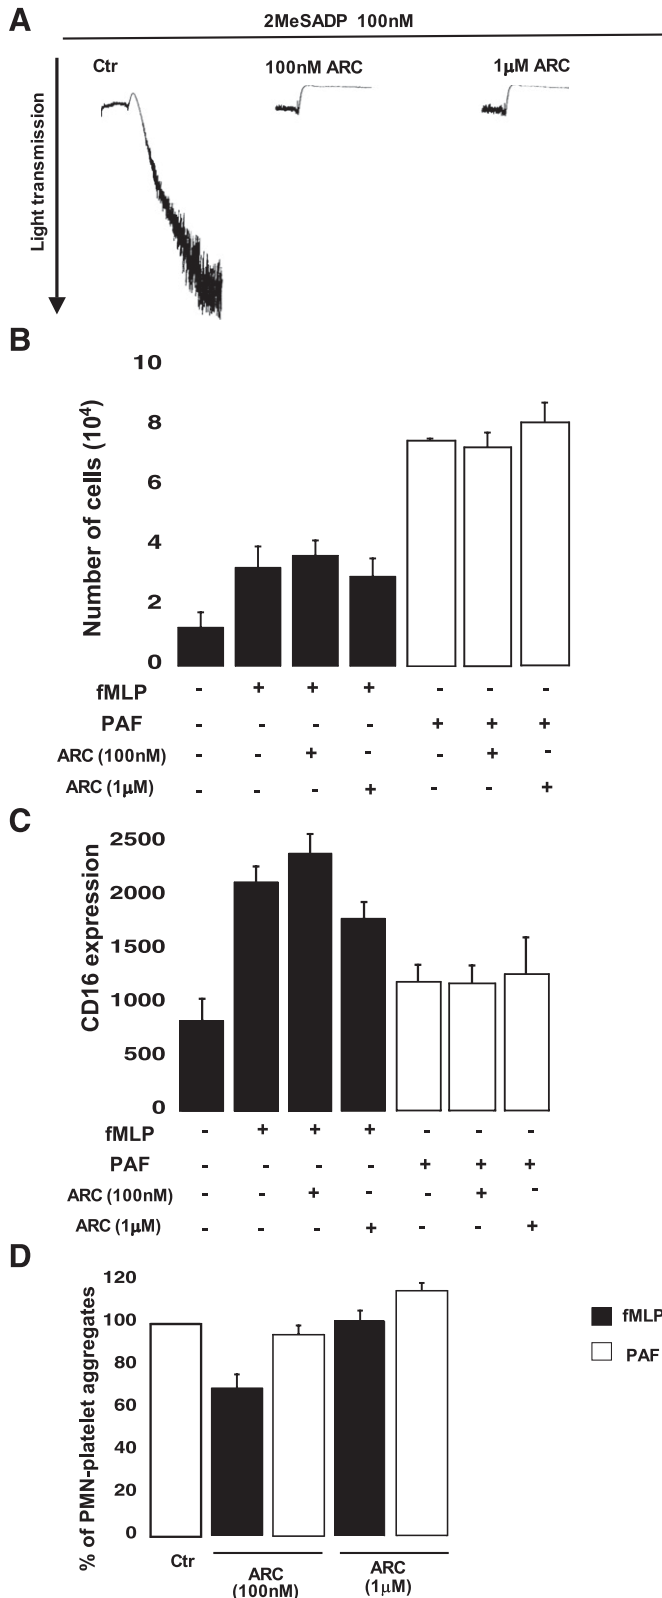 A
2MeSADP 100nM
Ctr 100nM ARC 1µM ARC
Light transmission
B
10
8
6
4
2
0
Number of cells (10⁴)
fMLP - + + + - - -
PAF - - - - + + +
ARC (100nM) - - + - - + -
ARC (1µM) - - - + - - +
C
2500
2000
1500
1000
500
0
CD16 expression
fMLP - + + + - - -
PAF - - - - + + +
ARC (100nM) - - + - - + -
ARC (1µM) - - - + - - +
D
120
100
80
60
40
20
0
% of PMN-platelet aggregates
Ctr
ARC
(100nM)
ARC
(1µM)
fMLP
PAF